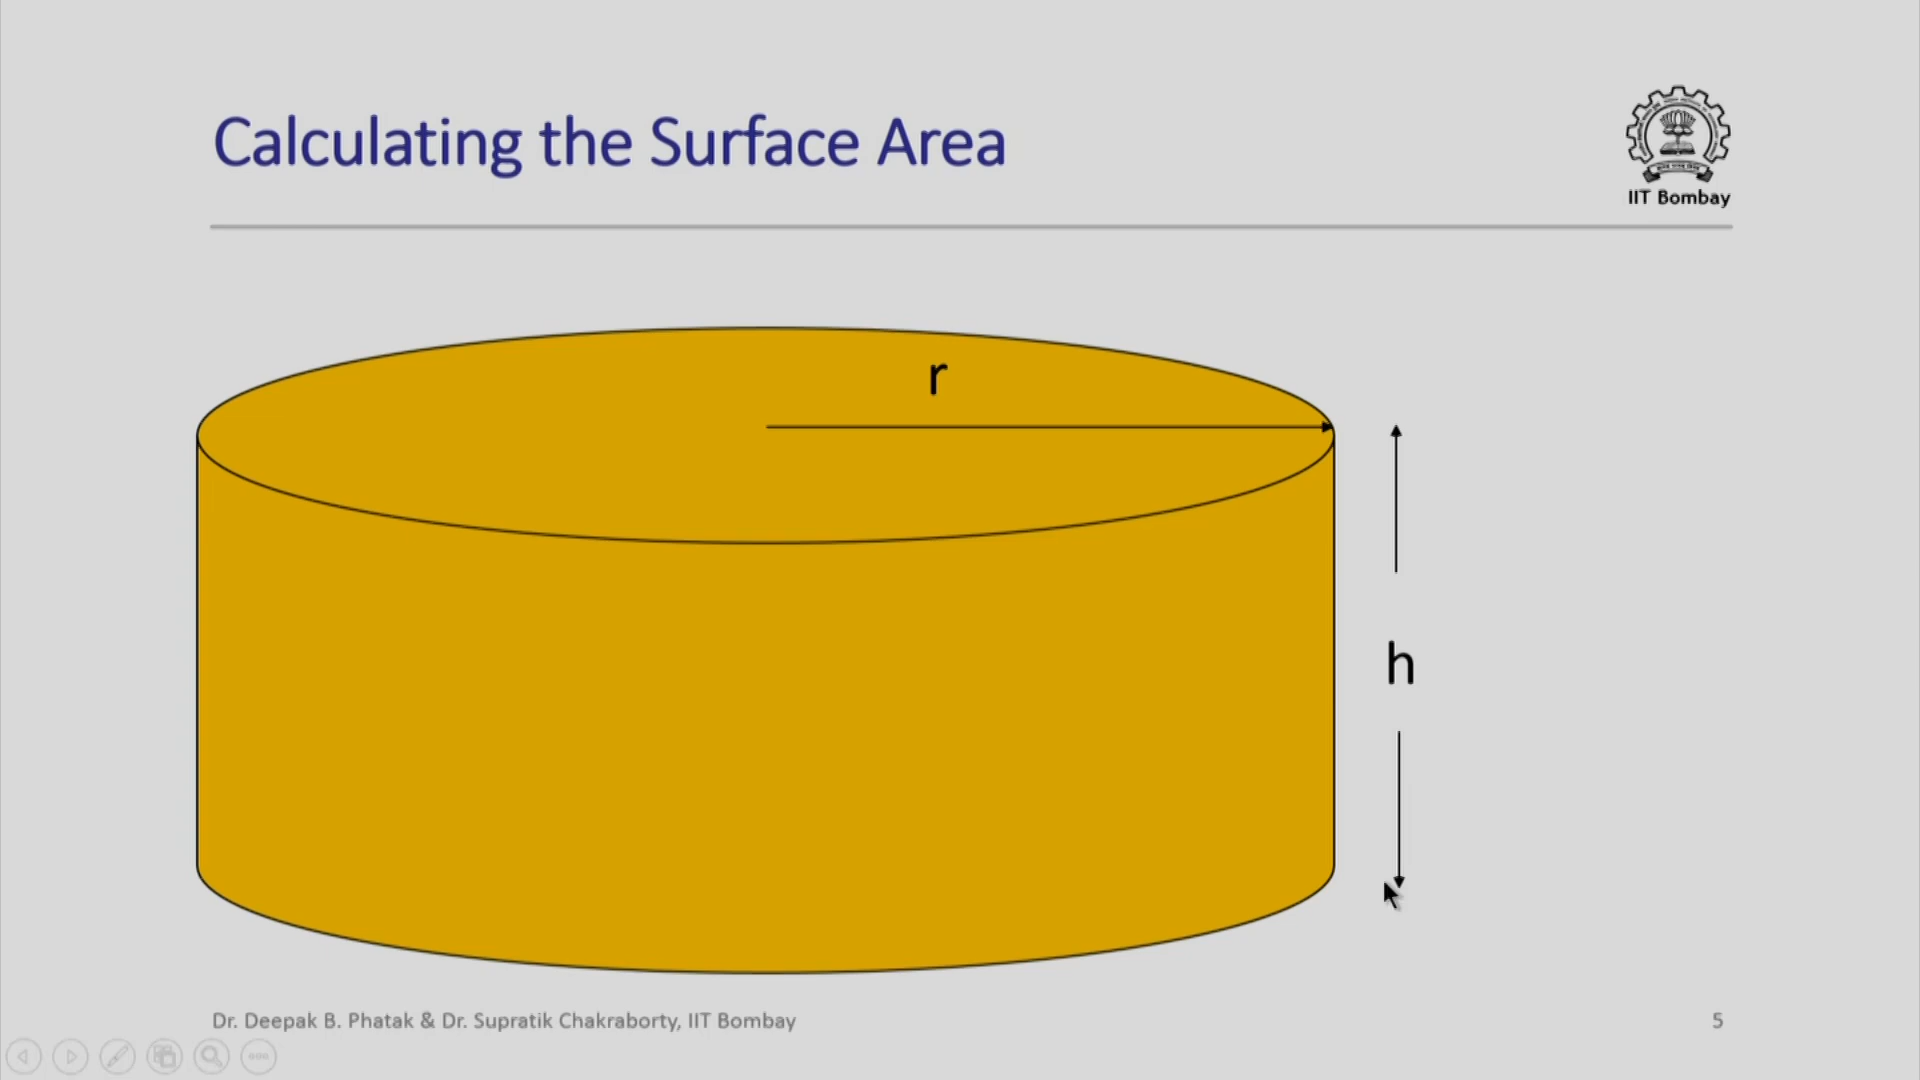 Calculating the Surface Area
IIT Bombay
r
h
Dr. Deepak B. Phatak & Dr. Supratik Chakraborty, IIT Bombay
5